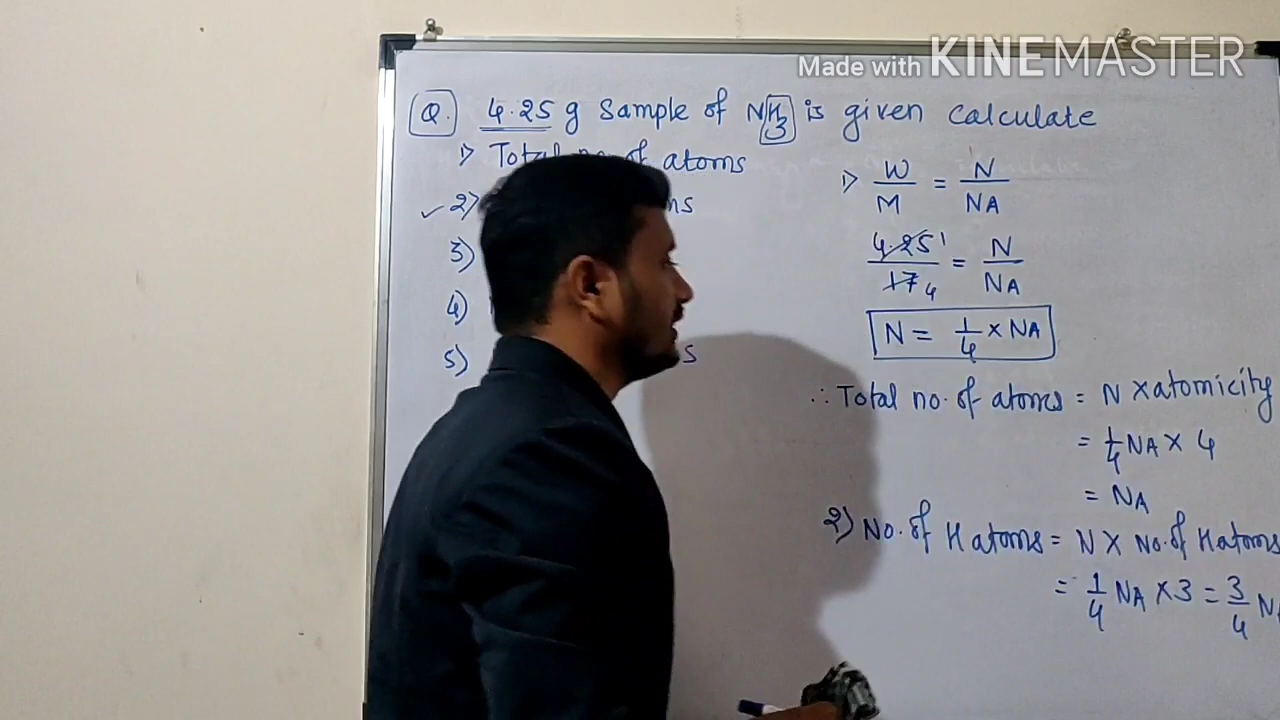 Made with KINEMASTER
Q. 4.25 g Sample of NH3 is given calculate
1) Total no. of atoms
2)
3)
4)
5)
1) W/M = N/NA
4.25 1/17 4 = N/NA
N = 1/4 × NA
∴ Total no. of atoms = N × atomicity
= 1/4 NA × 4
= NA
2) No. of H atoms = N × No. of H atoms
= 1/4 NA × 3 = 3/4 N